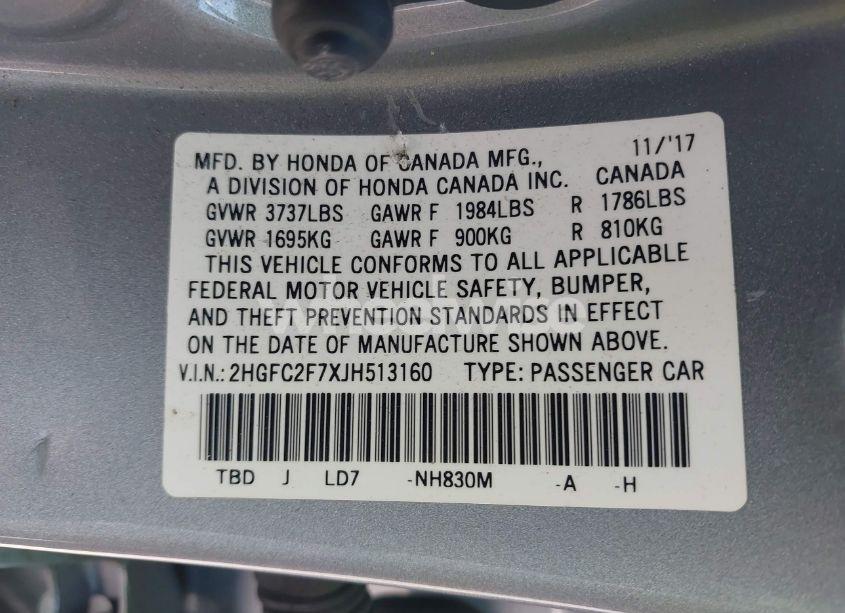 11/'17
MFD. BY HONDA OF CANADA MFG., CANADA
A DIVISION OF HONDA CANADA INC.
GVWR 3737LBS GAWR F 1984LBS R 1786LBS
GVWR 1695KG GAWR F 900KG R 810KG
THIS VEHICLE CONFORMS TO ALL APPLICABLE
FEDERAL MOTOR VEHICLE SAFETY, BUMPER,
AND THEFT PREVENTION STANDARDS IN EFFECT
ON THE DATE OF MANUFACTURE SHOWN ABOVE.
V.I.N.: 2HGFC2F7XJH513160 TYPE: PASSENGER CAR
TBD J LD7 -NH830M -A -H